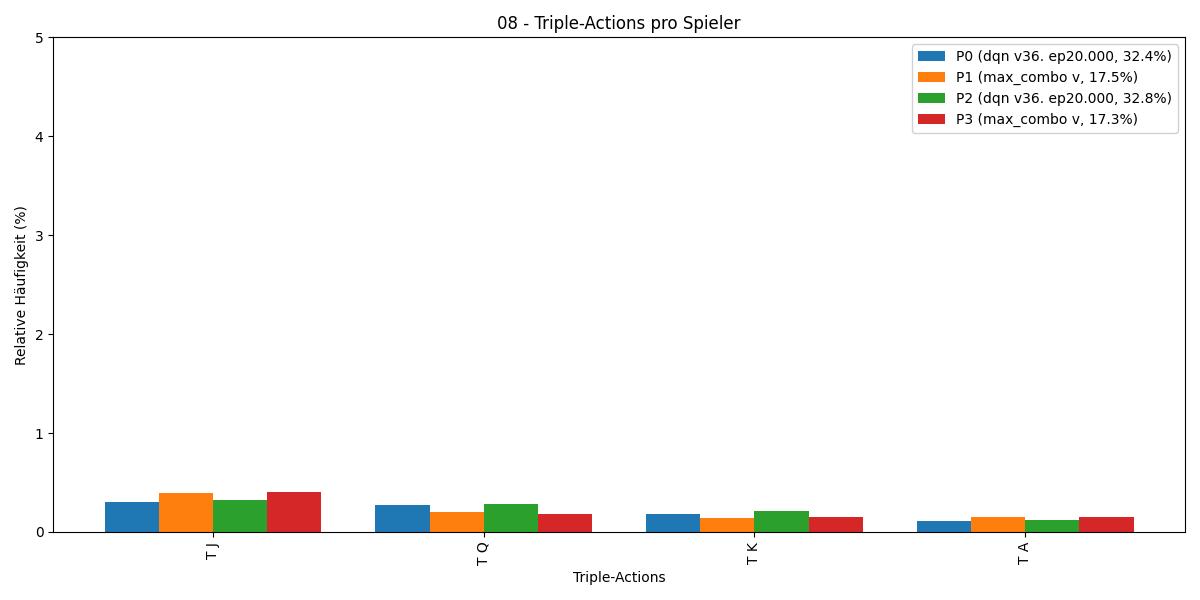 08 - Triple-Actions pro Spieler
P0 (dqn v36. ep20.000, 32.4%)
P1 (max_combo v, 17.5%)
P2 (dqn v36. ep20.000, 32.8%)
P3 (max_combo v, 17.3%)
Relative Häufigkeit (%)
5
4
3
2
1
0
T J
T Q
T K
T A
Triple-Actions